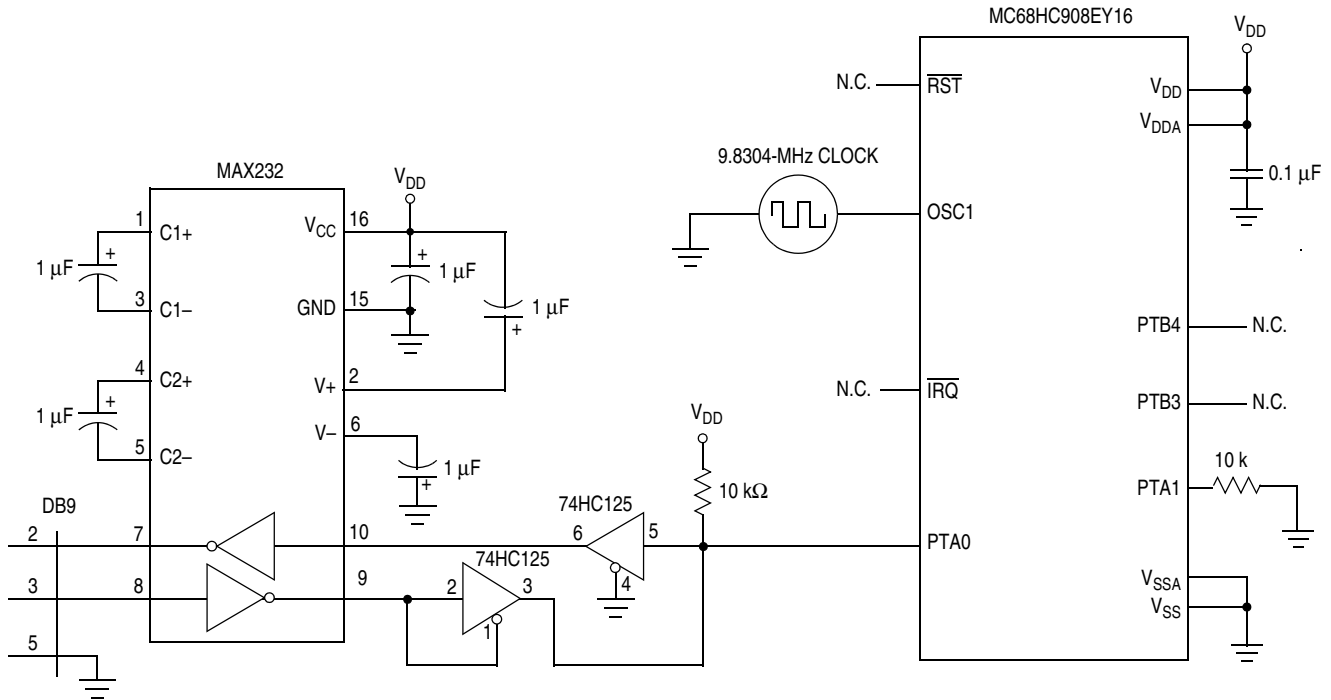 MC68HC908EY16
V_DD
N.C.
R̅S̅T̅
V_DD
V_DDA
0.1 µF
9.8304-MHz CLOCK
OSC1
MAX232
V_DD
1
C1+
V_CC
16
+
1 µF
+
1 µF
3
C1–
GND
15
1 µF
+
PTB4
N.C.
4
C2+
V+
2
N.C.
I̅R̅Q̅
PTB3
N.C.
+
1 µF
V–
6
V_DD
5
C2–
1 µF
+
10 k
PTA1
10 kΩ
DB9
74HC125
2
7
10
6
5
4
PTA0
74HC125
3
8
9
2
3
1
V_SSA
V_SS
5